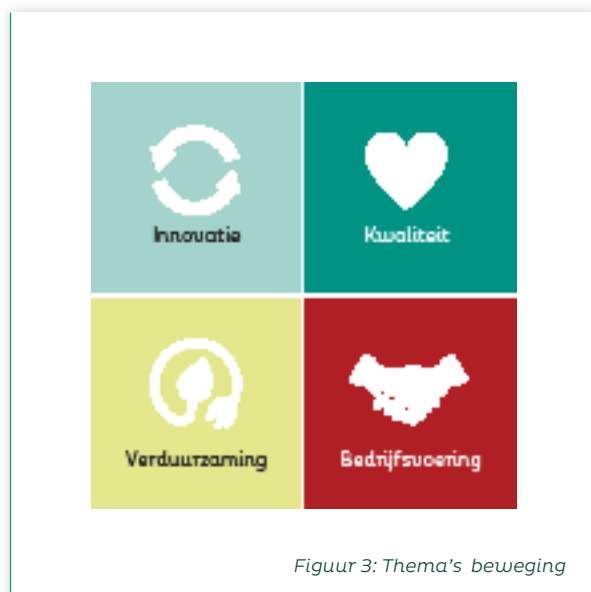 Innovatie
Kwaliteit
Verduurzaming
Bedrijfsvoering
Figuur 3: Thema's beweging